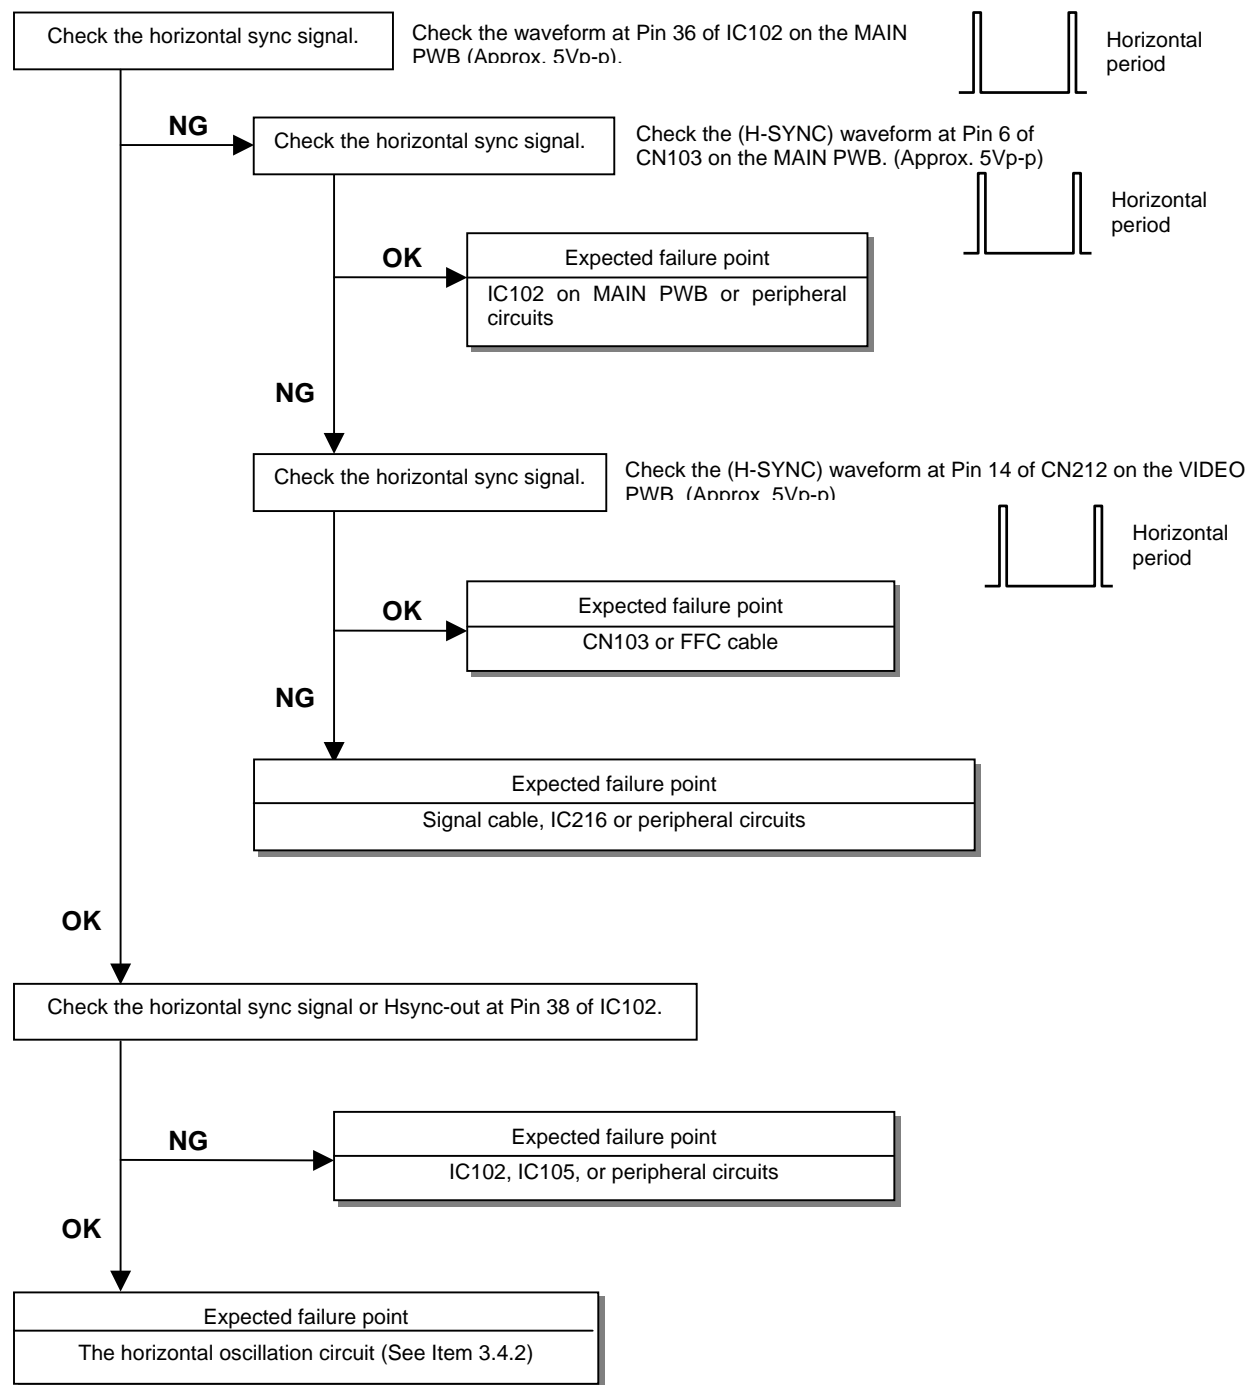 Check the horizontal sync signal.
Check the waveform at Pin 36 of IC102 on the MAIN
PWB (Approx. 5Vp-p).
Horizontal
period
NG
Check the horizontal sync signal.
Check the (H-SYNC) waveform at Pin 6 of
CN103 on the MAIN PWB. (Approx. 5Vp-p)
Horizontal
period
OK
Expected failure point
IC102 on MAIN PWB or peripheral
circuits
NG
Check the horizontal sync signal.
Check the (H-SYNC) waveform at Pin 14 of CN212 on the VIDEO
PWB. (Approx. 5Vp-p)
Horizontal
period
OK
Expected failure point
CN103 or FFC cable
NG
Expected failure point
Signal cable, IC216 or peripheral circuits
OK
Check the horizontal sync signal or Hsync-out at Pin 38 of IC102.
NG
Expected failure point
IC102, IC105, or peripheral circuits
OK
Expected failure point
The horizontal oscillation circuit (See Item 3.4.2)